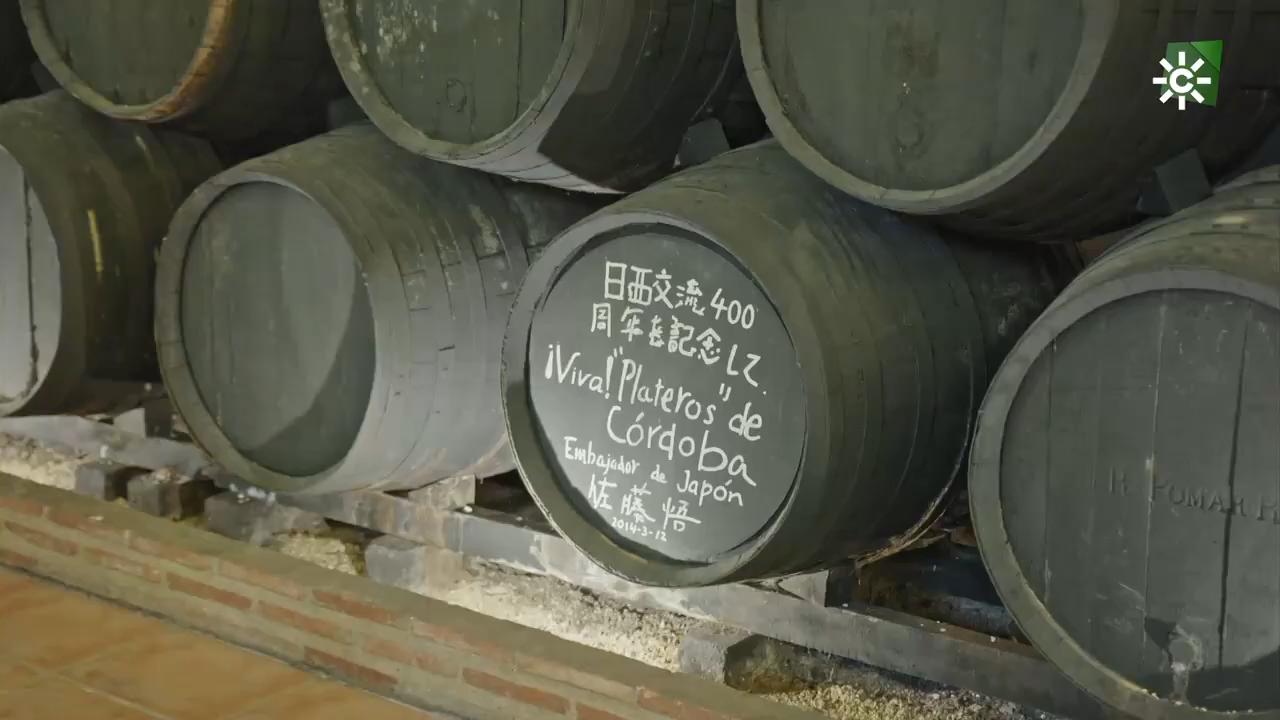 日西交流400
周年を記念して.
¡Viva! "Plateros" de
Córdoba
Embajador de Japón
佐藤 悟
2014-3-12
R POMAR R
C